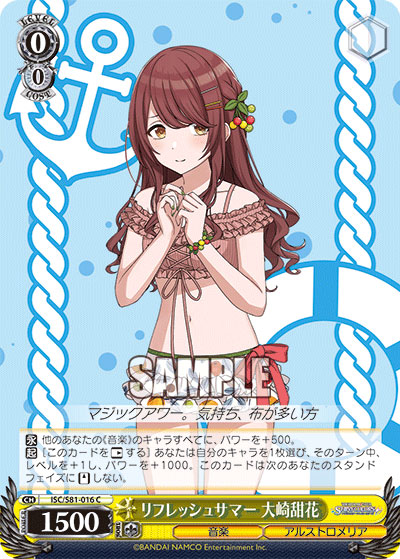 LEVEL
0
0
COST
SAMPLE
マジックアワー。気持ち、布が多い方
永 他のあなたの《音楽》のキャラすべてに、パワーを+500。
起 [このカードを する] あなたは自分のキャラを1枚選び、そのターン中、
レベルを+1し、パワーを+1000。このカードは次のあなたのスタンド
フェイズに しない。
CH
ISC/S81-016 C
1500
リフレッシュサマー 大崎甜花
音楽
アルストロメリア
©BANDAI NAMCO Entertainment Inc.